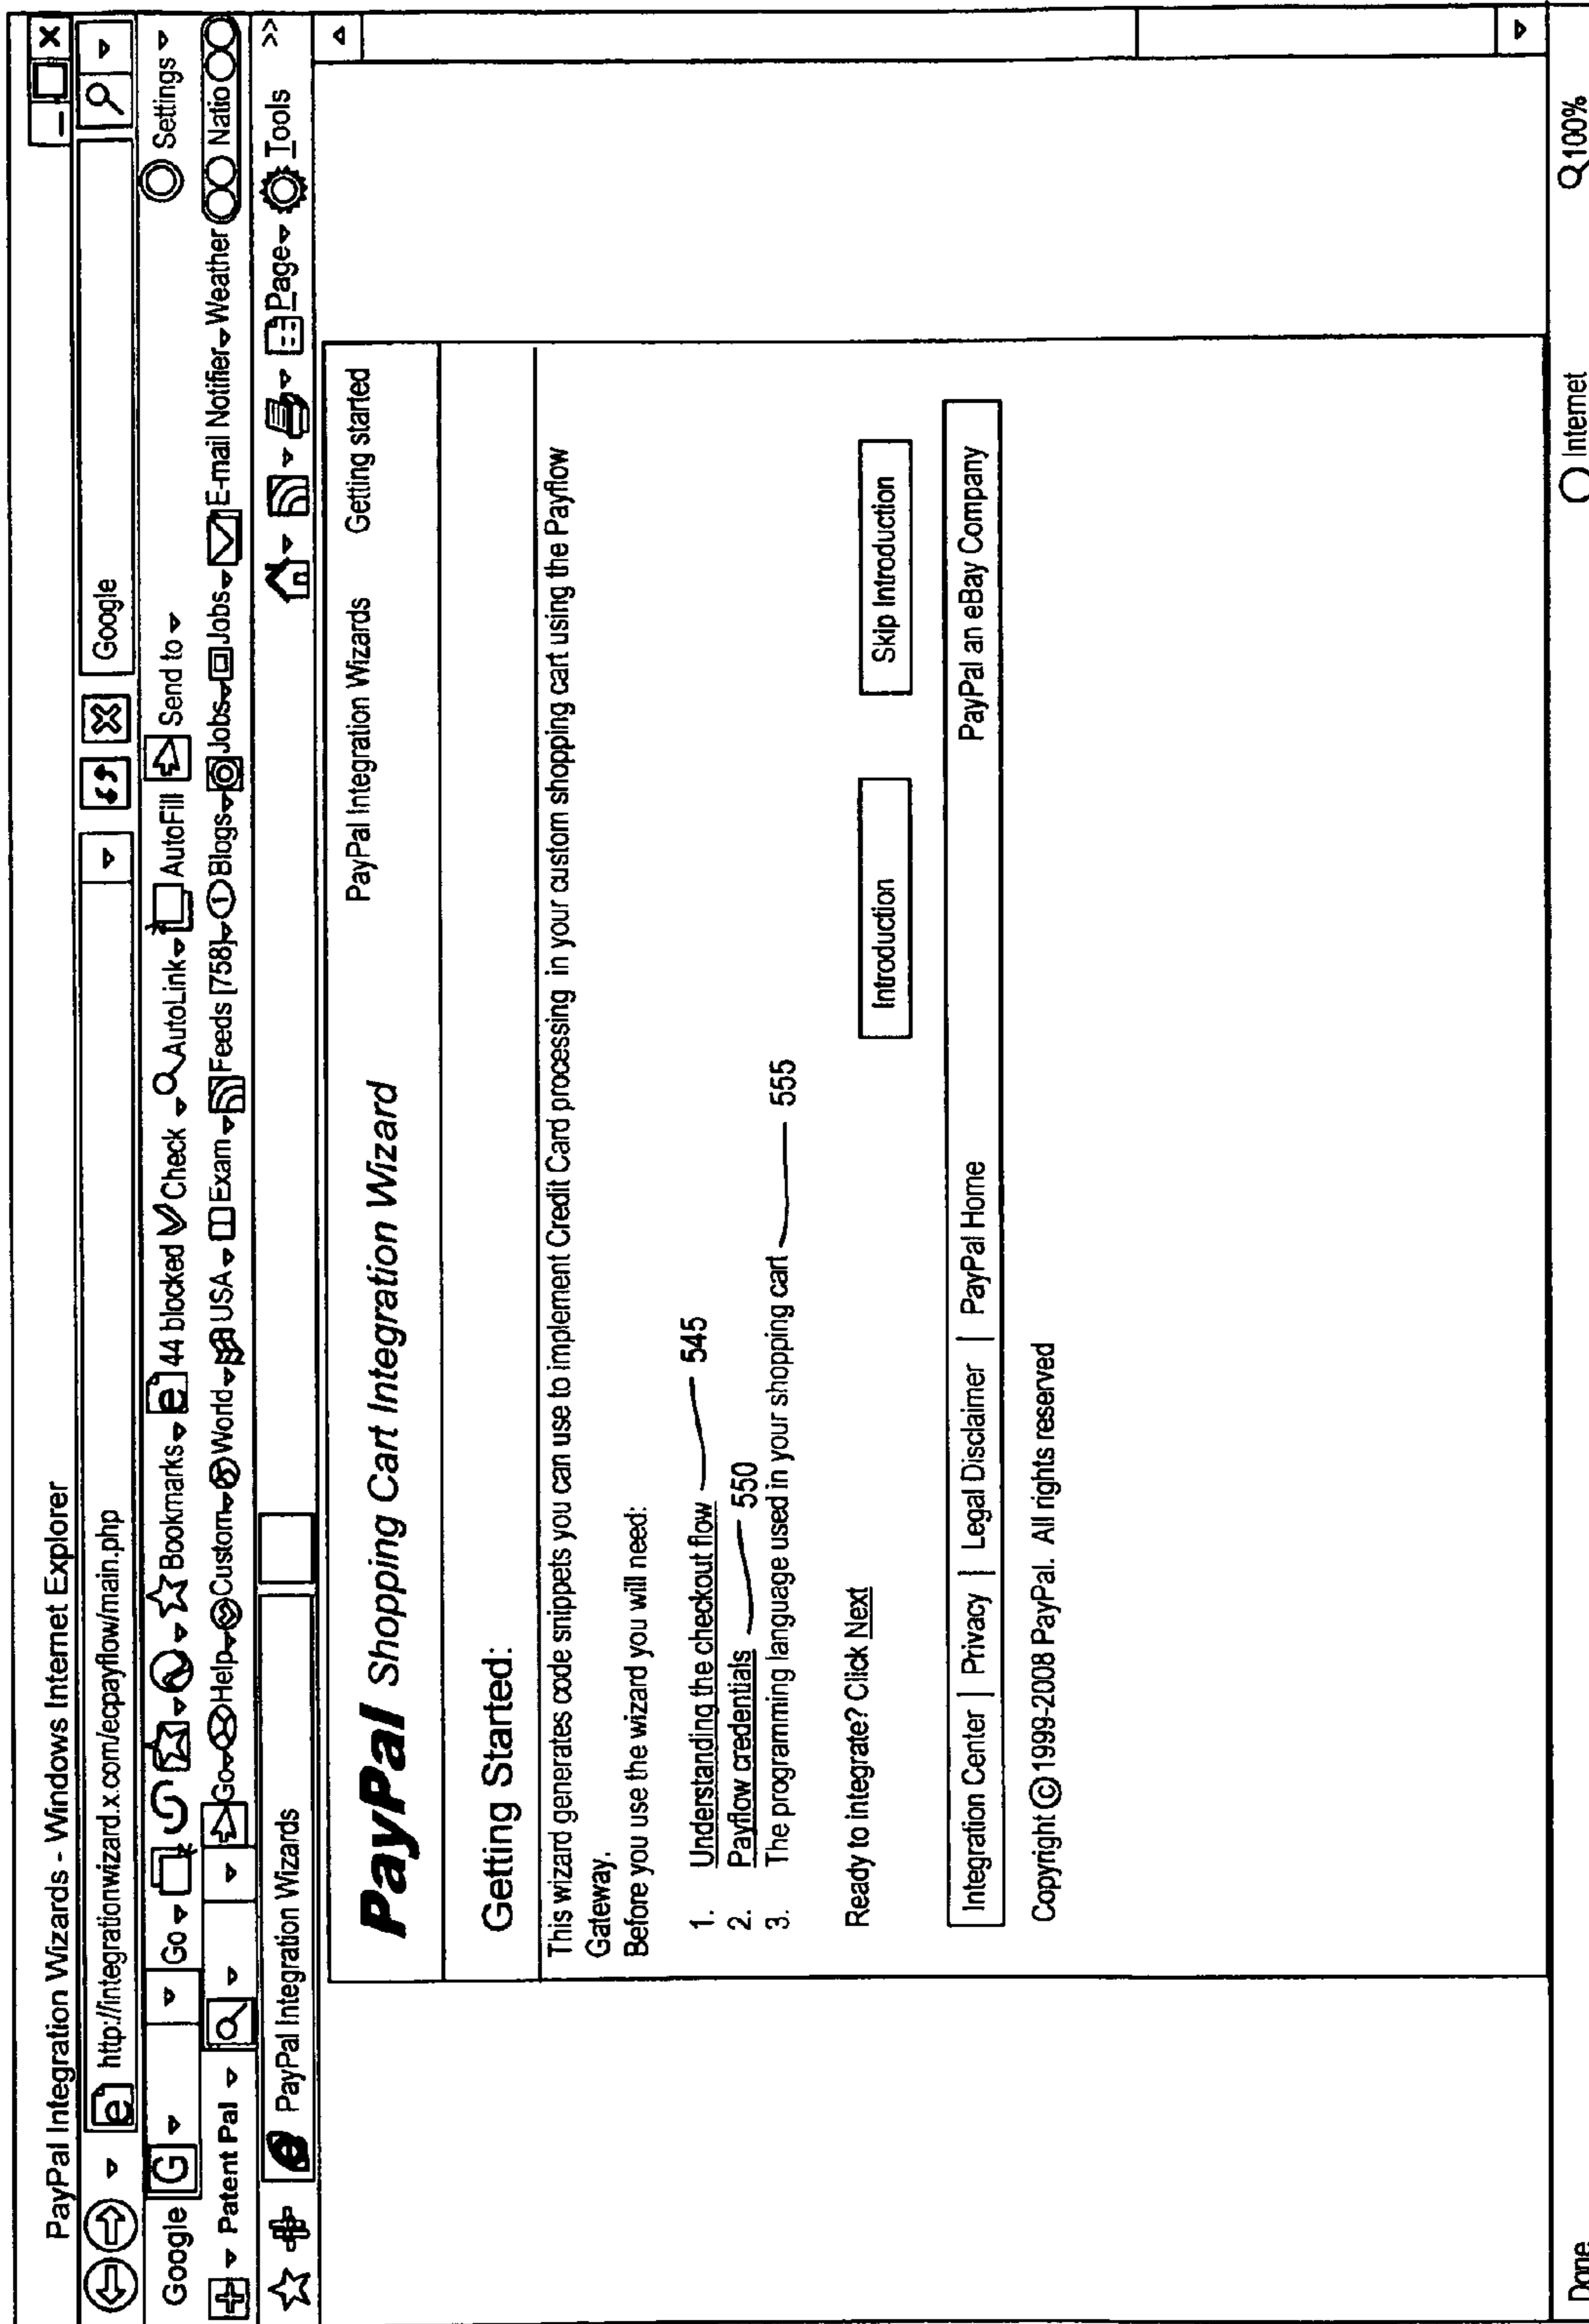 PayPal Integration Wizards - Windows Internet Explorer
http://integrationwizard.x.com/ecpayflow/main.php Google
Google G Go Bookmarks 44 blocked Check AutoLink AutoFill Send to Settings
Patent Pal Go Help Custom World USA Exam Feeds [758] Blogs Jobs Jobs E-mail Notifier Weather Natio
PayPal Integration Wizards Page Tools >>
PayPal Shopping Cart Integration Wizard PayPal Integration Wizards Getting started
Getting Started:
This wizard generates code snippets you can use to implement Credit Card processing in your custom shopping cart using the Payflow
Gateway.
Before you use the wizard you will need:
1. Understanding the checkout flow 545
2. Payflow credentials 550
3. The programming language used in your shopping cart 555
Ready to integrate? Click Next
Introduction Skip Introduction
Integration Center | Privacy | Legal Disclaimer | PayPal Home PayPal an eBay Company
Copyright ©1999-2008 PayPal. All rights reserved
Done Internet 100%